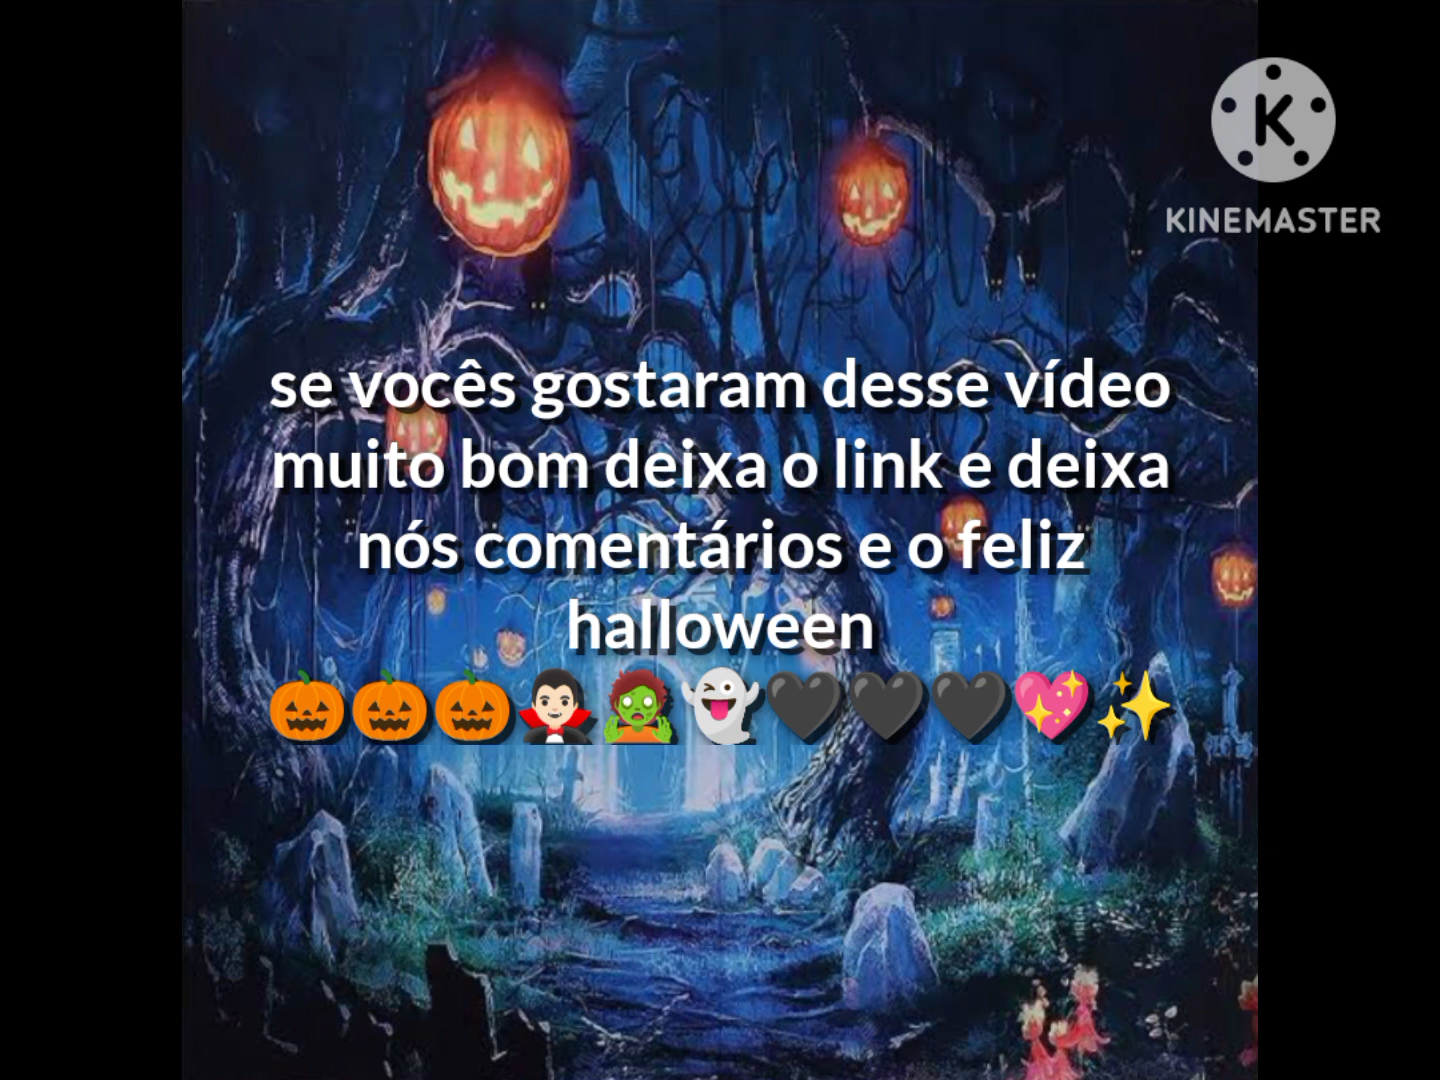 K
KINEMASTER
se vocês gostaram desse vídeo
muito bom deixa o link e deixa
nós comentários e o feliz
halloween
🎃🎃🎃🧛🏻‍♂️🧟👻🖤🖤🖤💖✨